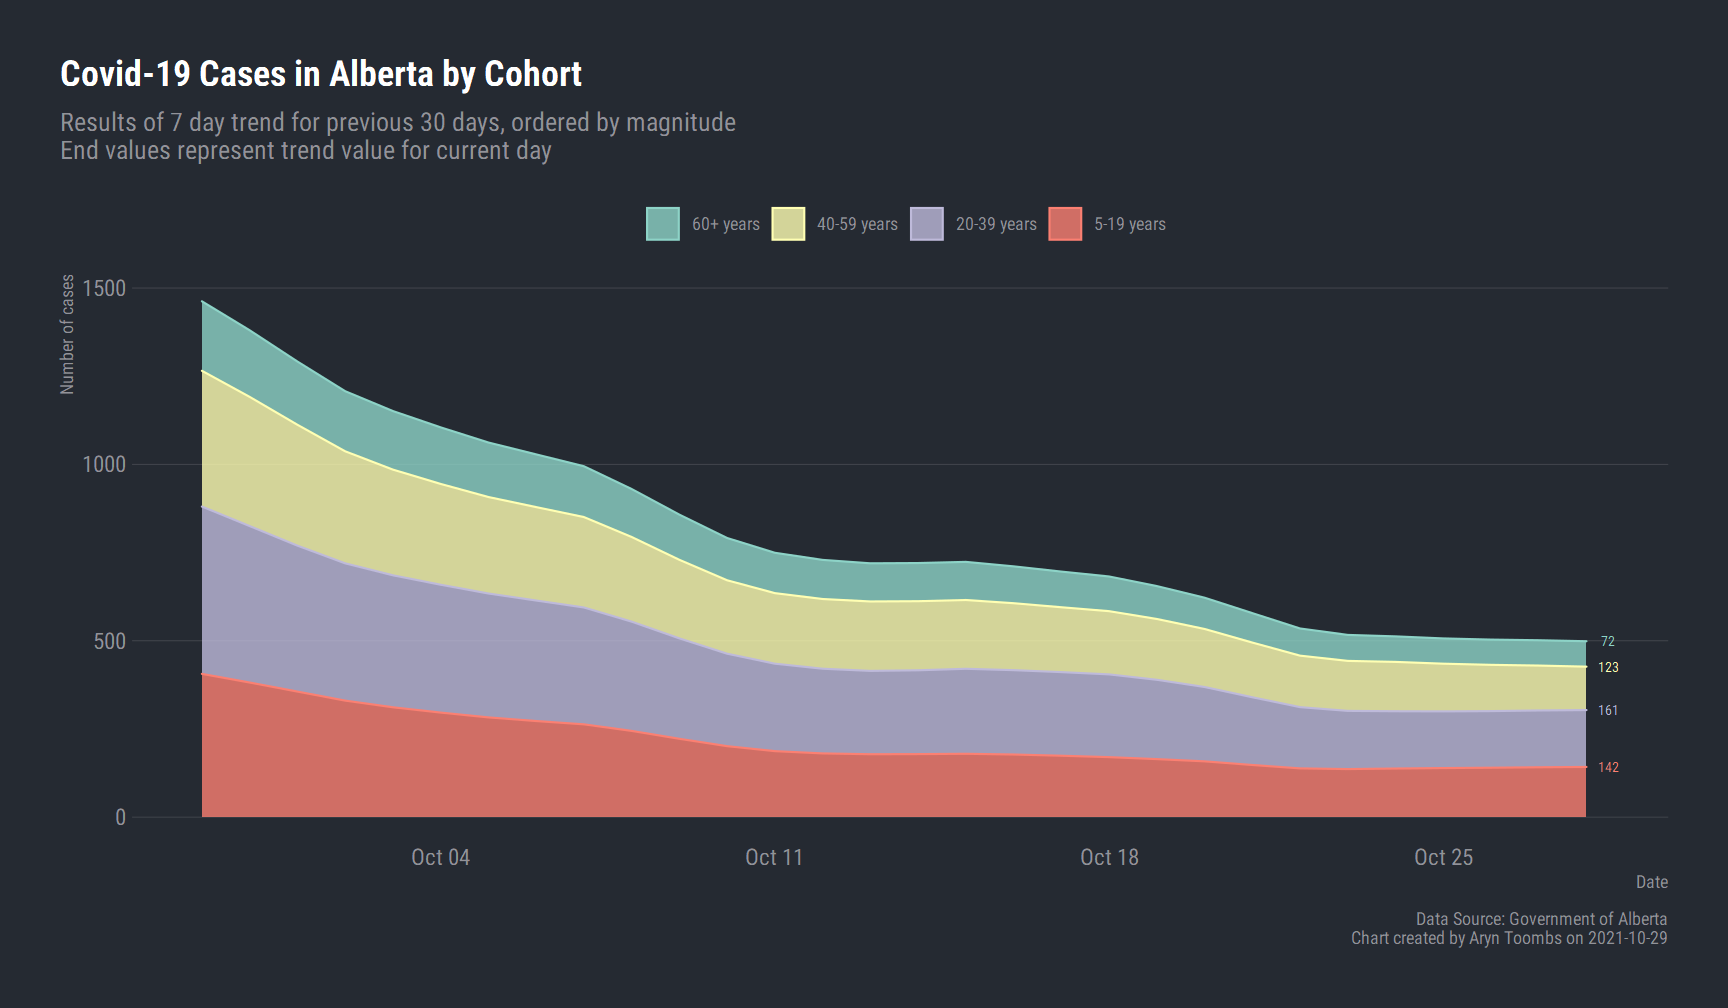 Covid-19 Cases in Alberta by Cohort
Results of 7 day trend for previous 30 days, ordered by magnitude
End values represent trend value for current day
60+ years 40-59 years 20-39 years 5-19 years
Number of cases
1500
1000
500
0
72
123
161
142
Oct 04 Oct 11 Oct 18 Oct 25
Date
Data Source: Government of Alberta
Chart created by Aryn Toombs on 2021-10-29